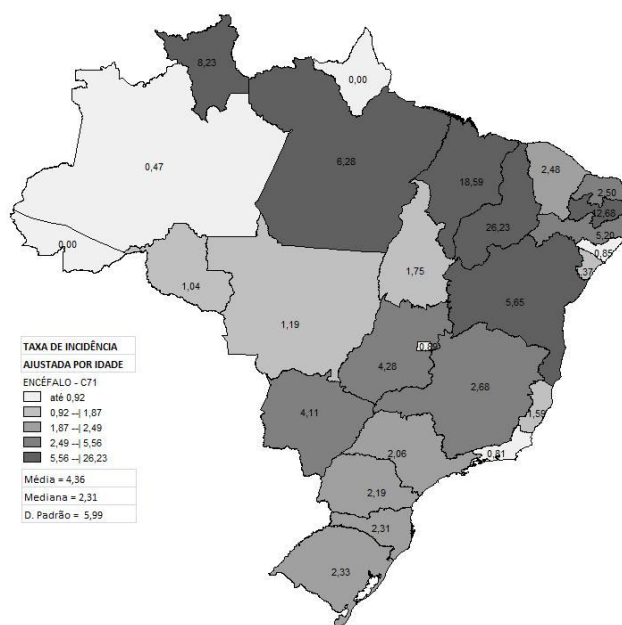 8,23
0,00
0,47
6,28
18,59
2,48
2,50
12,68
26,23
5,20
0,85
1,37
0,00
1,04
1,75
1,19
5,65
0,89
4,28
2,68
4,11
1,59
2,06
0,81
2,19
2,31
2,33
TAXA DE INCIDÊNCIA
AJUSTADA POR IDADE
ENCÉFALO - C71
até 0,92
0,92 --| 1,87
1,87 --| 2,49
2,49 --| 5,56
5,56 --| 26,23
Média = 4,36
Mediana = 2,31
D. Padrão = 5,99